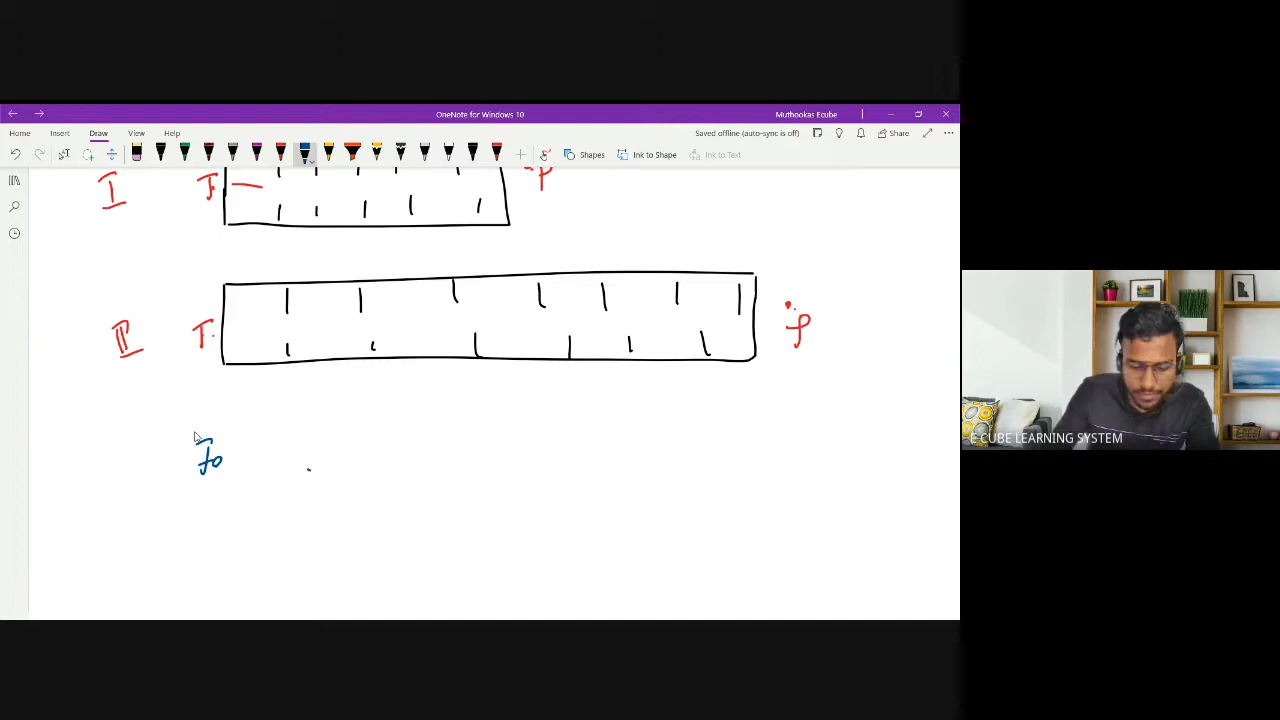 OneNote for Windows 10
Muthookas Ecube
Home Insert Draw View Help
Saved offline (auto-sync is off)
Share
Shapes
Ink to Shape
Ink to Text
I F P
II F P
fo
E CUBE LEARNING SYSTEM